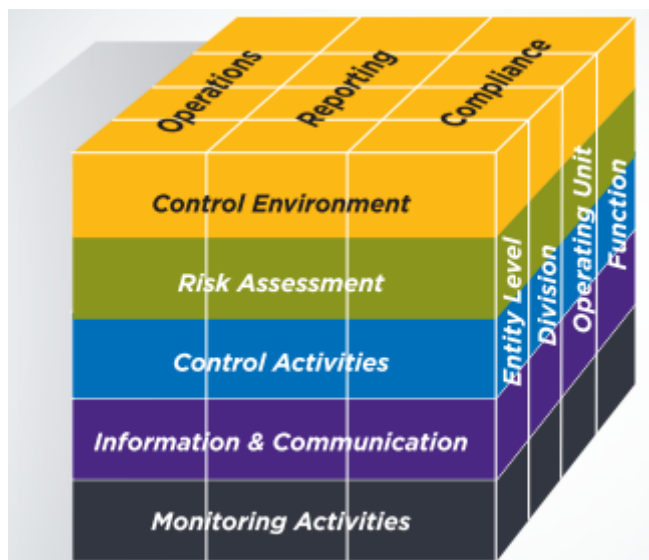 Operations
Reporting
Compliance
Control Environment
Risk Assessment
Control Activities
Information & Communication
Monitoring Activities
Entity Level
Division
Operating Unit
Function